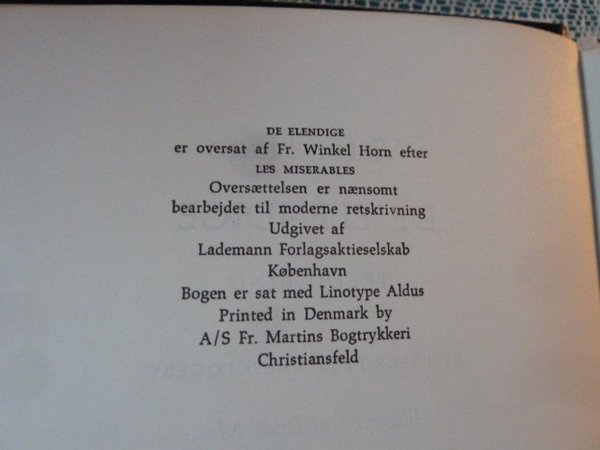 DE ELENDIGE
er oversat af Fr. Winkel Horn efter
LES MISERABLES
Oversættelsen er nænsomt
bearbejdet til moderne retskrivning
Udgivet af
Lademann Forlagsaktieselskab
København
Bogen er sat med Linotype Aldus
Printed in Denmark by
A/S Fr. Martins Bogtrykkeri
Christiansfeld